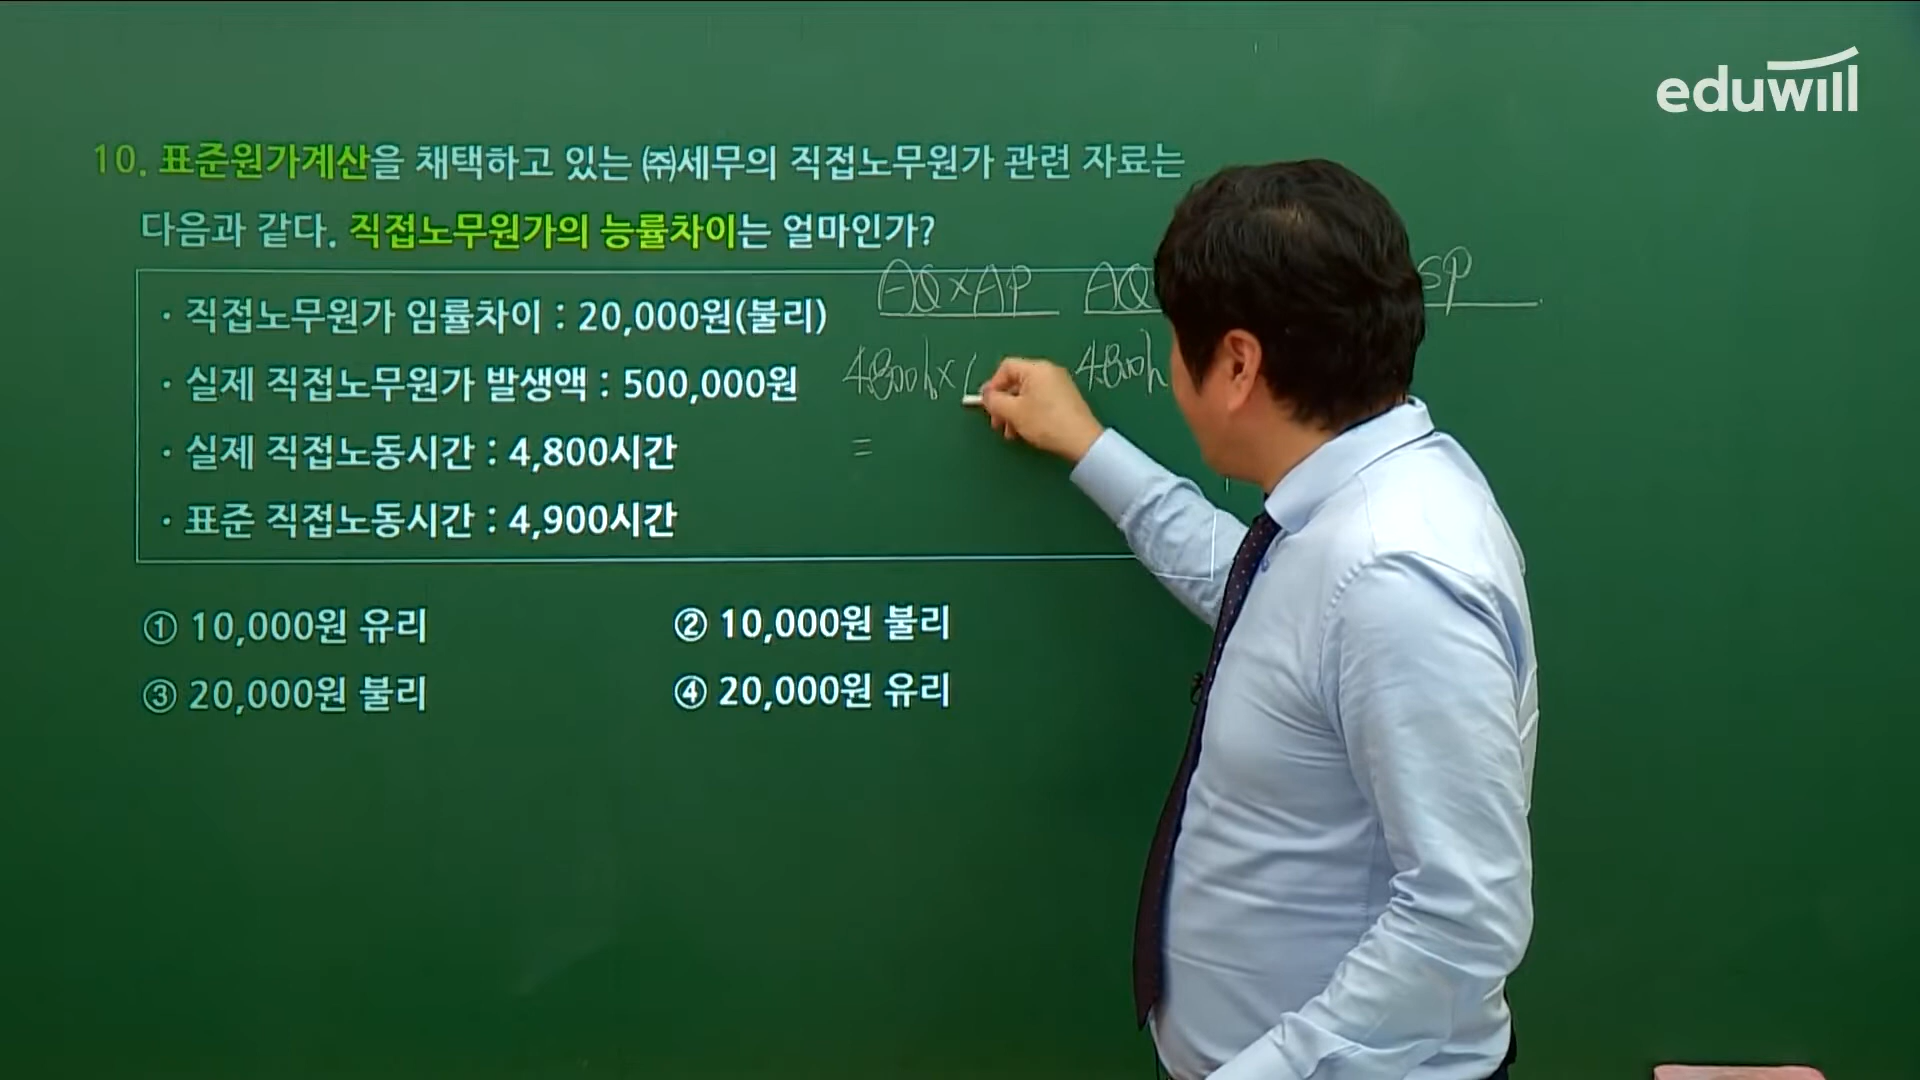 eduwill
10. 표준원가계산을 채택하고 있는 ㈜세무의 직접노무원가 관련 자료는
다음과 같다. 직접노무원가의 능률차이는 얼마인가?
AQ×AP AQ SP
· 직접노무원가 임률차이 : 20,000원(불리)
· 실제 직접노무원가 발생액 : 500,000원
4,800h× ( 4,800h
· 실제 직접노동시간 : 4,800시간
=
· 표준 직접노동시간 : 4,900시간
① 10,000원 유리 ② 10,000원 불리
③ 20,000원 불리 ④ 20,000원 유리